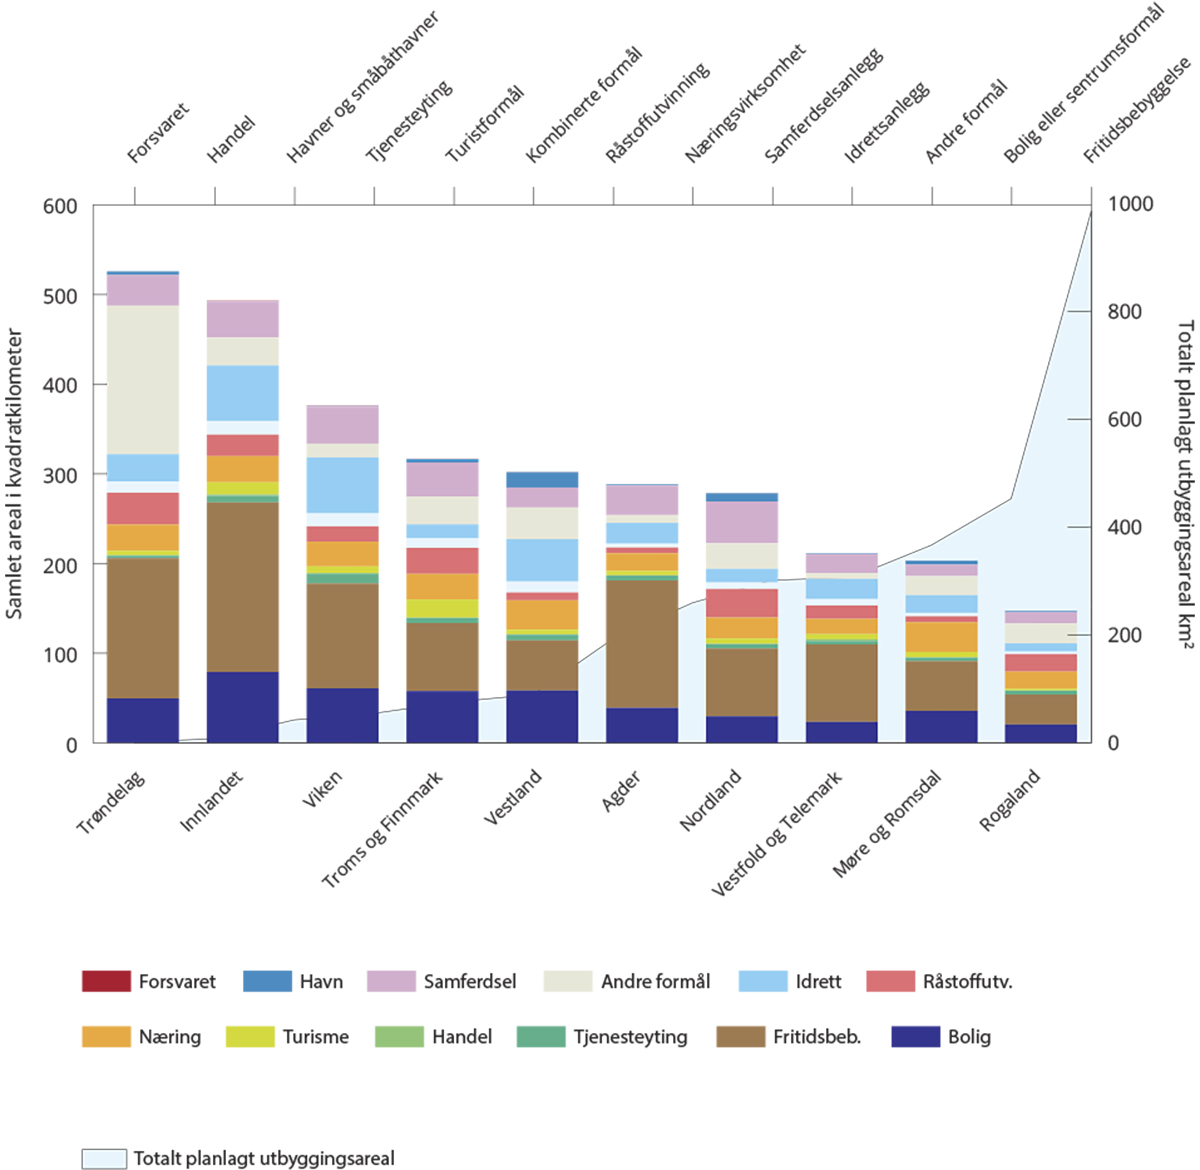 Forsvaret
Handel
Havner og småbåthavner
Tjenesteyting
Turistformål
Kombinerte formål
Råstoffutvinning
Næringsvirksomhet
Samferdselsanlegg
Idrettsanlegg
Andre formål
Bolig eller sentrumsformål
Fritidsbebyggelse
Samlet areal i kvadratkilometer
600
500
400
300
200
100
0
1000
800
600
400
200
0
Totalt planlagt utbyggingsareal km²
Trøndelag
Innlandet
Viken
Troms og Finnmark
Vestland
Agder
Nordland
Vestfold og Telemark
Møre og Romsdal
Rogaland
Forsvaret Havn Samferdsel Andre formål Idrett Råstoffutv.
Næring Turisme Handel Tjenesteyting Fritidsbeb. Bolig
Totalt planlagt utbyggingsareal